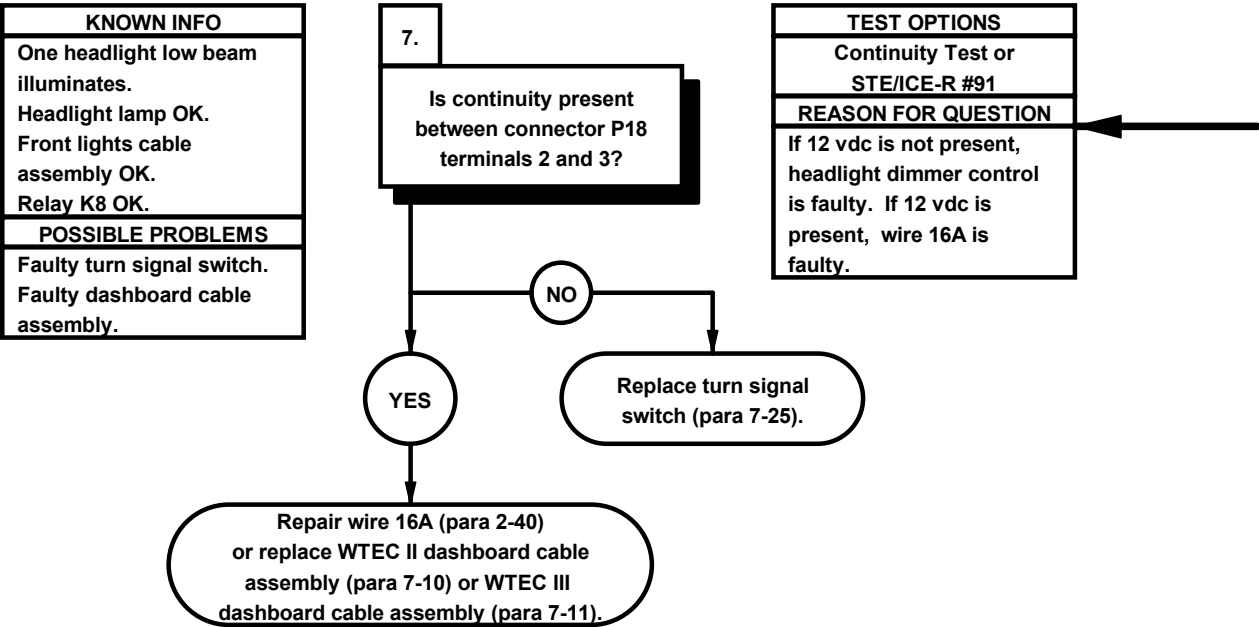 KNOWN INFO
One headlight low beam
illuminates.
Headlight lamp OK.
Front lights cable
assembly OK.
Relay K8 OK.
POSSIBLE PROBLEMS
Faulty turn signal switch.
Faulty dashboard cable
assembly.
7.
Is continuity present
between connector P18
terminals 2 and 3?
TEST OPTIONS
Continuity Test or
STE/ICE-R #91
REASON FOR QUESTION
If 12 vdc is not present,
headlight dimmer control
is faulty. If 12 vdc is
present, wire 16A is
faulty.
NO
YES
Replace turn signal
switch (para 7-25).
Repair wire 16A (para 2-40)
or replace WTEC II dashboard cable
assembly (para 7-10) or WTEC III
dashboard cable assembly (para 7-11).